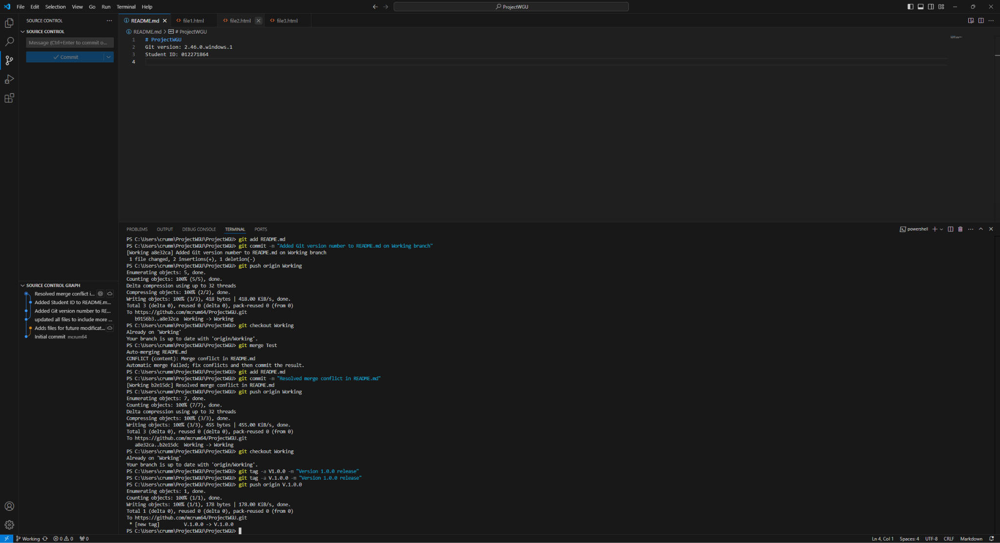 File Edit Selection View Go Run Terminal Help
ProjectWGU
SOURCE CONTROL
SOURCE CONTROL
Message (Ctrl+Enter to commit o...
Commit
README.md
file1.html
file2.html
file3.html
README.md > # ProjectWGU
1 # ProjectWGU
2 Git version: 2.46.0.windows.1
3 Student ID: 012271864
4
SOURCE CONTROL GRAPH
Resolved merge conflict i...
Added Student ID to README.m...
Added Git version number to RE...
updated all files to include more ...
Adds files for future modificat...
Initial commit mcrum64
PROBLEMS OUTPUT DEBUG CONSOLE TERMINAL PORTS
powershell
PS C:\Users\crumm\ProjectWGU\ProjectWGU> git add README.md
PS C:\Users\crumm\ProjectWGU\ProjectWGU> git commit -m "Added Git version number to README.md on Working branch"
[Working a8e32ca] Added Git version number to README.md on Working branch
1 file changed, 2 insertions(+), 1 deletion(-)
PS C:\Users\crumm\ProjectWGU\ProjectWGU> git push origin Working
Enumerating objects: 5, done.
Counting objects: 100% (5/5), done.
Delta compression using up to 32 threads
Compressing objects: 100% (2/2), done.
Writing objects: 100% (3/3), 418 bytes | 418.00 KiB/s, done.
Total 3 (delta 0), reused 0 (delta 0), pack-reused 0 (from 0)
To https://github.com/mcrum64/ProjectWGU.git
b9156b3..a8e32ca Working -> Working
PS C:\Users\crumm\ProjectWGU\ProjectWGU> git checkout Working
Already on 'Working'
Your branch is up to date with 'origin/Working'.
PS C:\Users\crumm\ProjectWGU\ProjectWGU> git merge Test
Auto-merging README.md
CONFLICT (content): Merge conflict in README.md
Automatic merge failed; fix conflicts and then commit the result.
PS C:\Users\crumm\ProjectWGU\ProjectWGU> git add README.md
PS C:\Users\crumm\ProjectWGU\ProjectWGU> git commit -m "Resolved merge conflict in README.md"
[Working b2e15dc] Resolved merge conflict in README.md
PS C:\Users\crumm\ProjectWGU\ProjectWGU> git push origin Working
Enumerating objects: 7, done.
Counting objects: 100% (7/7), done.
Delta compression using up to 32 threads
Compressing objects: 100% (3/3), done.
Writing objects: 100% (3/3), 455 bytes | 455.00 KiB/s, done.
Total 3 (delta 0), reused 0 (delta 0), pack-reused 0 (from 0)
To https://github.com/mcrum64/ProjectWGU.git
a8e32ca..b2e15dc Working -> Working
PS C:\Users\crumm\ProjectWGU\ProjectWGU> git checkout Working
Already on 'Working'
Your branch is up to date with 'origin/Working'.
PS C:\Users\crumm\ProjectWGU\ProjectWGU> git tag -a V1.0.0 -m "Version 1.0.0 release"
PS C:\Users\crumm\ProjectWGU\ProjectWGU> git tag -a V.1.0.0 -m "Version 1.0.0 release"
PS C:\Users\crumm\ProjectWGU\ProjectWGU> git push origin V.1.0.0
Enumerating objects: 1, done.
Counting objects: 100% (1/1), done.
Writing objects: 100% (1/1), 178 bytes | 178.00 KiB/s, done.
Total 1 (delta 0), reused 0 (delta 0), pack-reused 0 (from 0)
To https://github.com/mcrum64/ProjectWGU.git
* [new tag] V.1.0.0 -> V.1.0.0
PS C:\Users\crumm\ProjectWGU\ProjectWGU>
Working 0 0 0
Ln 4, Col 1 Spaces: 4 UTF-8 CRLF Markdown